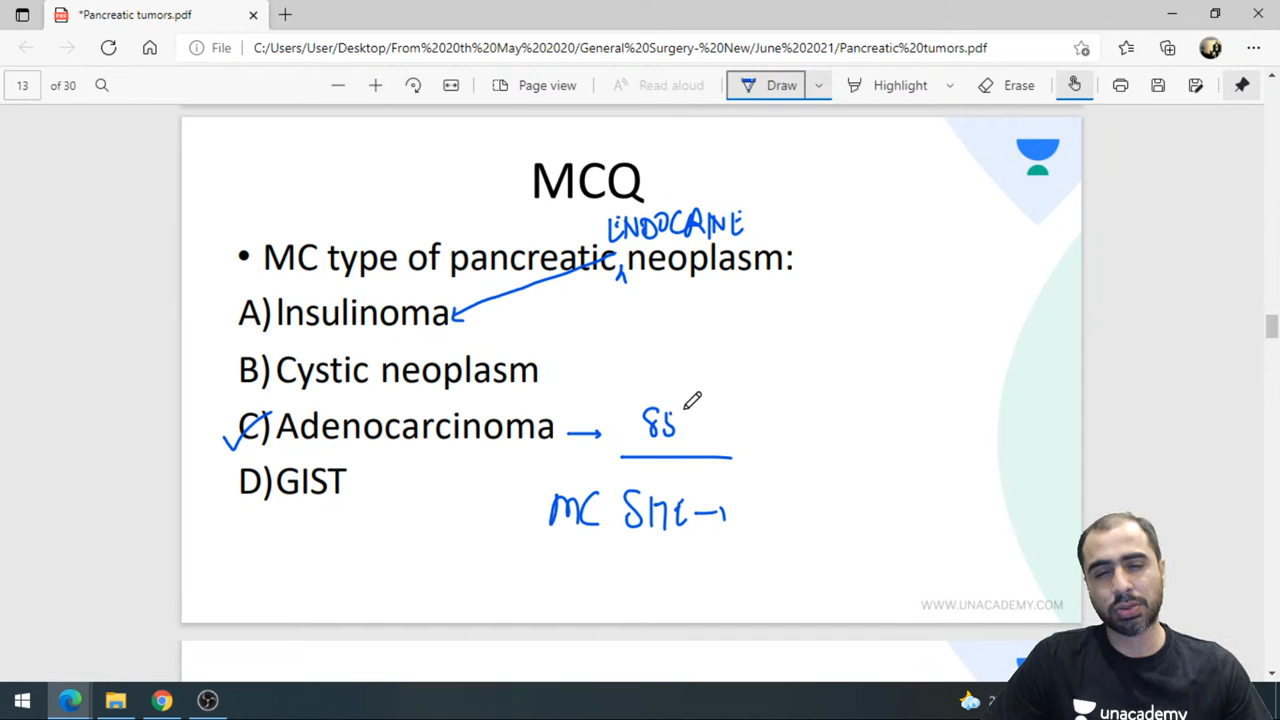 *Pancreatic tumors.pdf
File C:/Users/User/Desktop/From%2020th%20May%202020/General%20Surgery-%20New/June%202021/Pancreatic%20tumors.pdf
13 of 30 Page view Read aloud Draw Highlight Erase
MCQ
ENDOCRINE
• MC type of pancreatic neoplasm:
A) Insulinoma
B) Cystic neoplasm
C) Adenocarcinoma → 85
D) GIST
MC SITE →
WWW.UNACADEMY.COM
unacademy